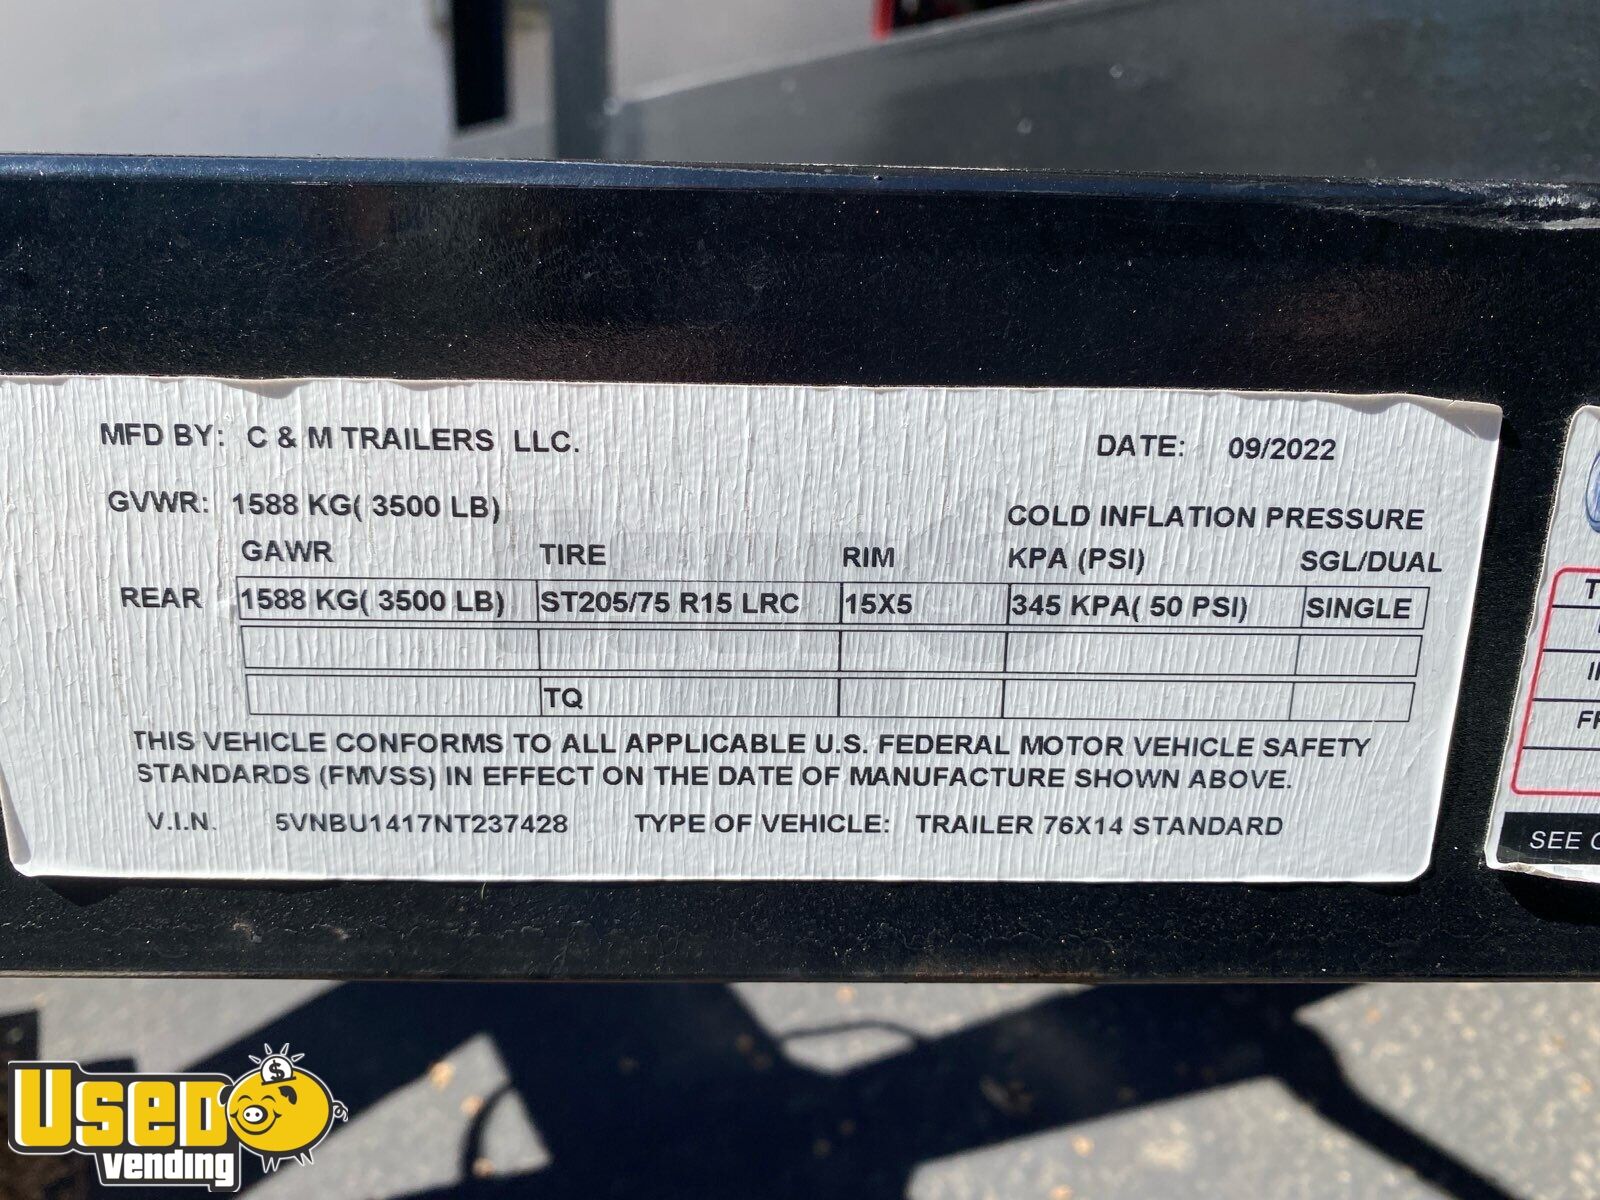 MFD BY: C & M TRAILERS LLC. DATE: 09/2022
GVWR: 1588 KG( 3500 LB)
COLD INFLATION PRESSURE
GAWR TIRE RIM KPA (PSI) SGL/DUAL
REAR 1588 KG( 3500 LB) ST205/75 R15 LRC 15X5 345 KPA( 50 PSI) SINGLE
TQ
THIS VEHICLE CONFORMS TO ALL APPLICABLE U.S. FEDERAL MOTOR VEHICLE SAFETY
STANDARDS (FMVSS) IN EFFECT ON THE DATE OF MANUFACTURE SHOWN ABOVE.
V.I.N. 5VNBU1417NT237428 TYPE OF VEHICLE: TRAILER 76X14 STANDARD
SEE
USED
vending